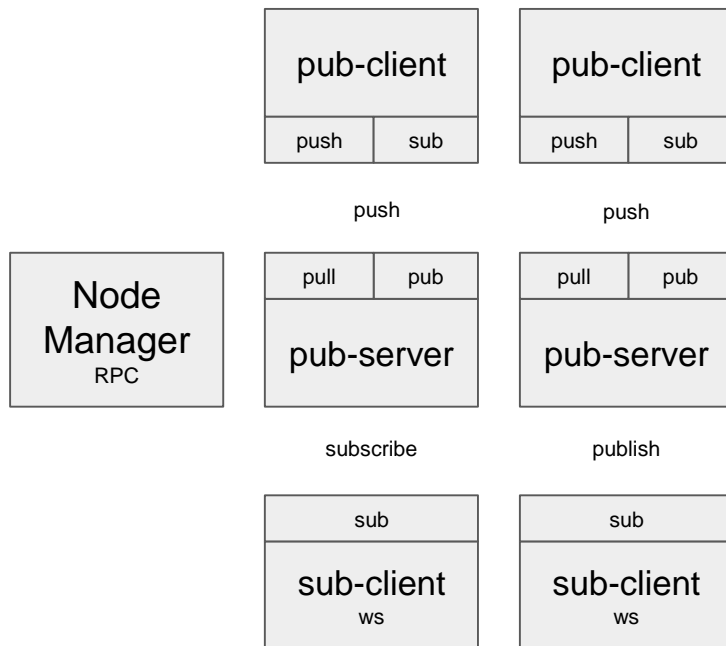 pub-client
pub-client
push
sub
push
sub
push
push
Node
Manager
RPC
pull
pub
pull
pub
pub-server
pub-server
subscribe
publish
sub
sub
sub-client
ws
sub-client
ws